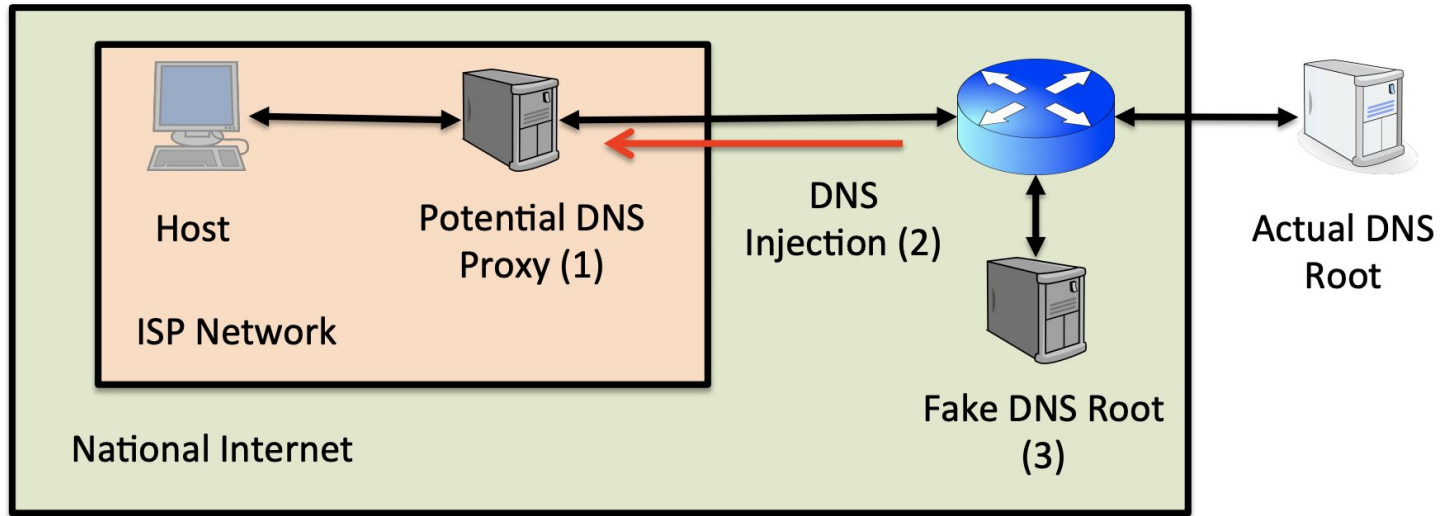 Host
Potential DNS
Proxy (1)
ISP Network
DNS
Injection (2)
Fake DNS Root
(3)
National Internet
Actual DNS
Root